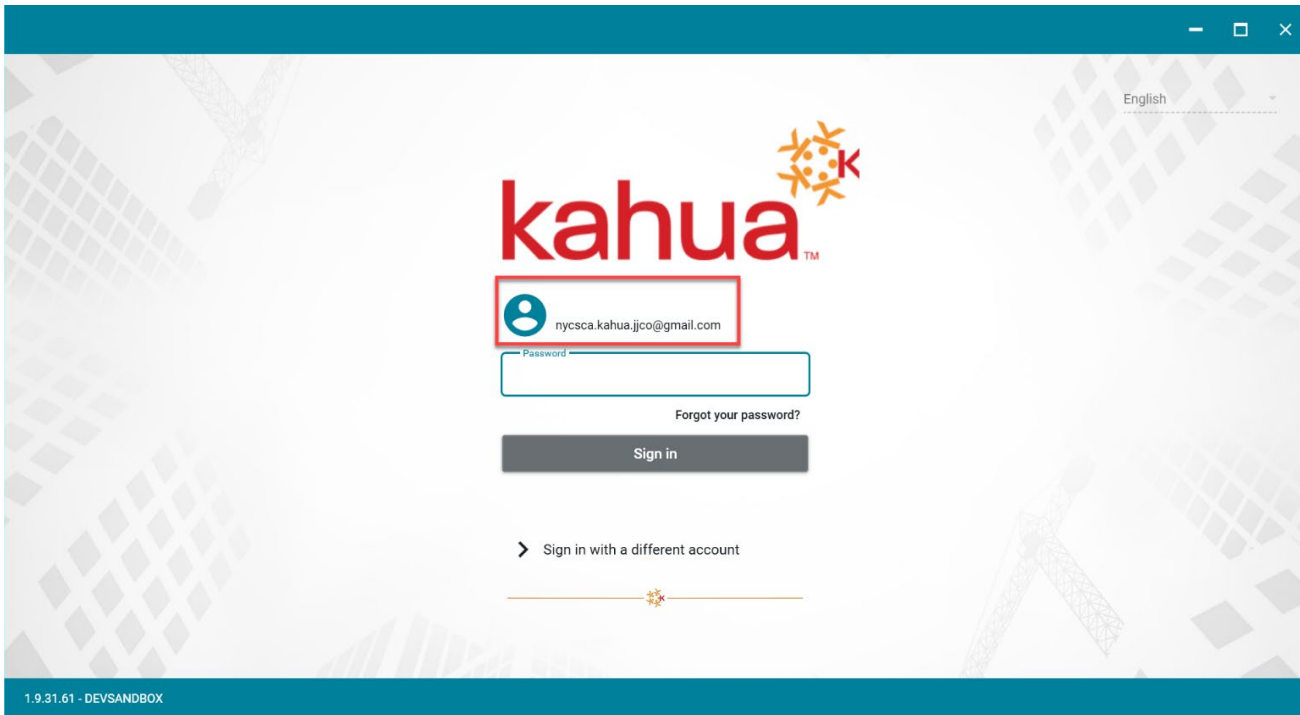 English
kahua K
TM
nycsca.kahua.jjco@gmail.com
Password
Forgot your password?
Sign in
Sign in with a different account
K
1.9.31.61 - DEVSANDBOX